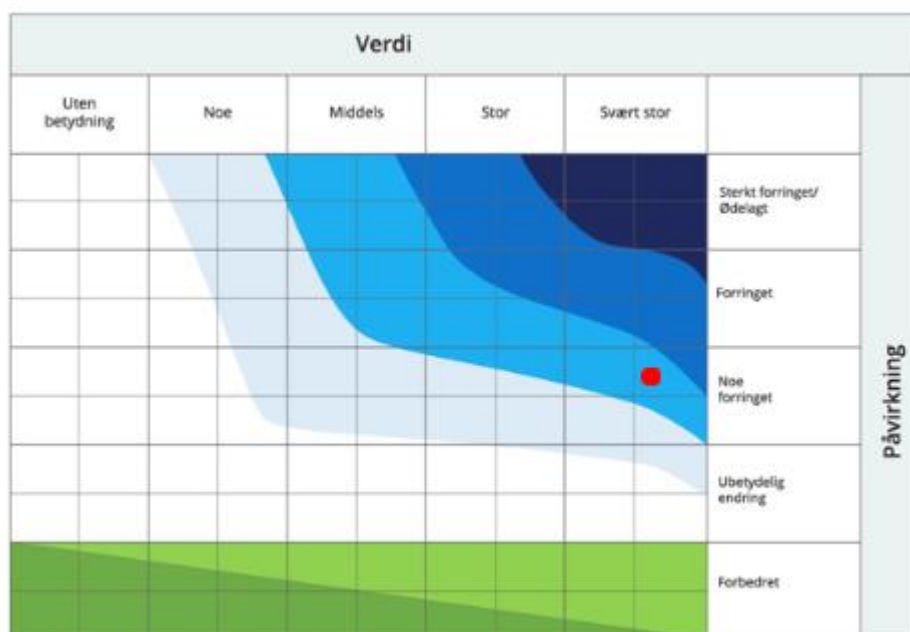 Verdi
Uten
betydning
Noe
Middels
Stor
Svært stor
Sterkt forringet/
Ødelagt
Forringet
Noe
forringet
Ubetydelig
endring
Forbedret
Påvirkning